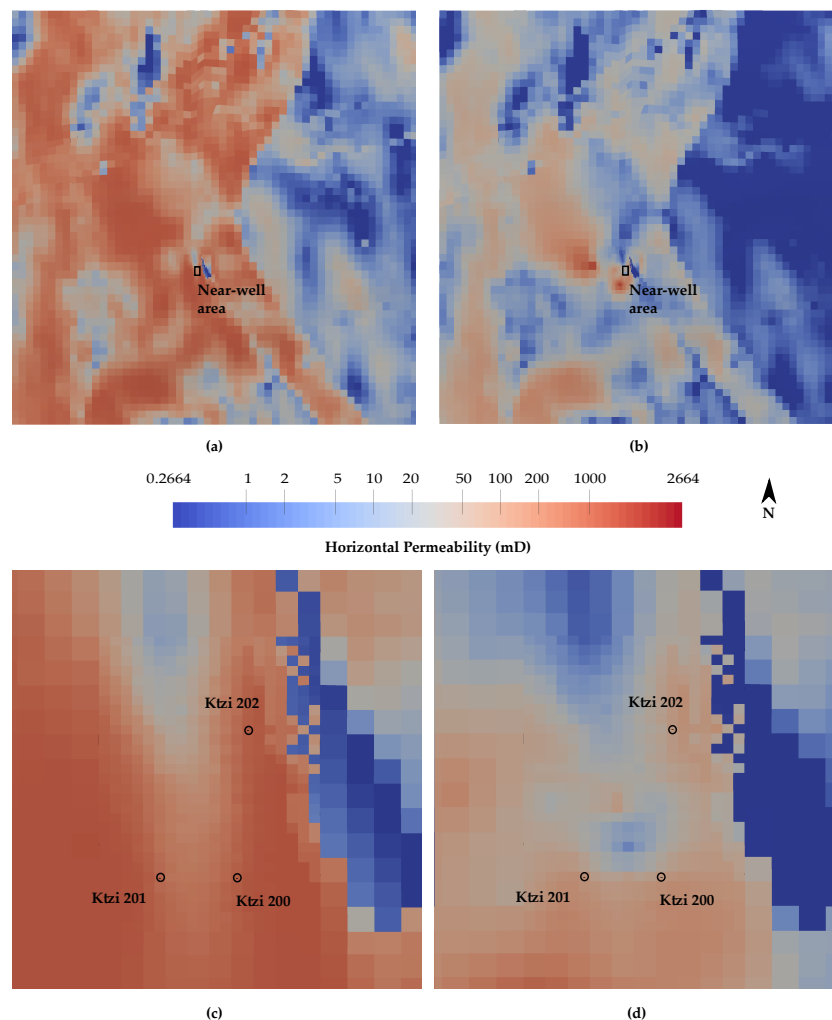 Near-well
area
Near-well
area
(a)
(b)
0.2664 1 2 5 10 20 50 100 200 1000 2664
N
Horizontal Permeability (mD)
Ktzi 202
Ktzi 202
Ktzi 201
Ktzi 200
Ktzi 201
Ktzi 200
(c)
(d)